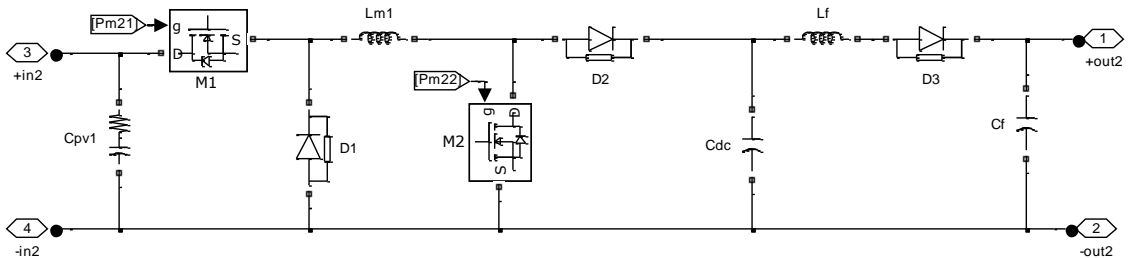 [Pm21]
g
D
S
M1
Lm1
D2
Lf
D3
3
+in2
1
+out2
[Pm22]
g
D
S
M2
Cpv1
D1
Cdc
Cf
4
-in2
2
-out2